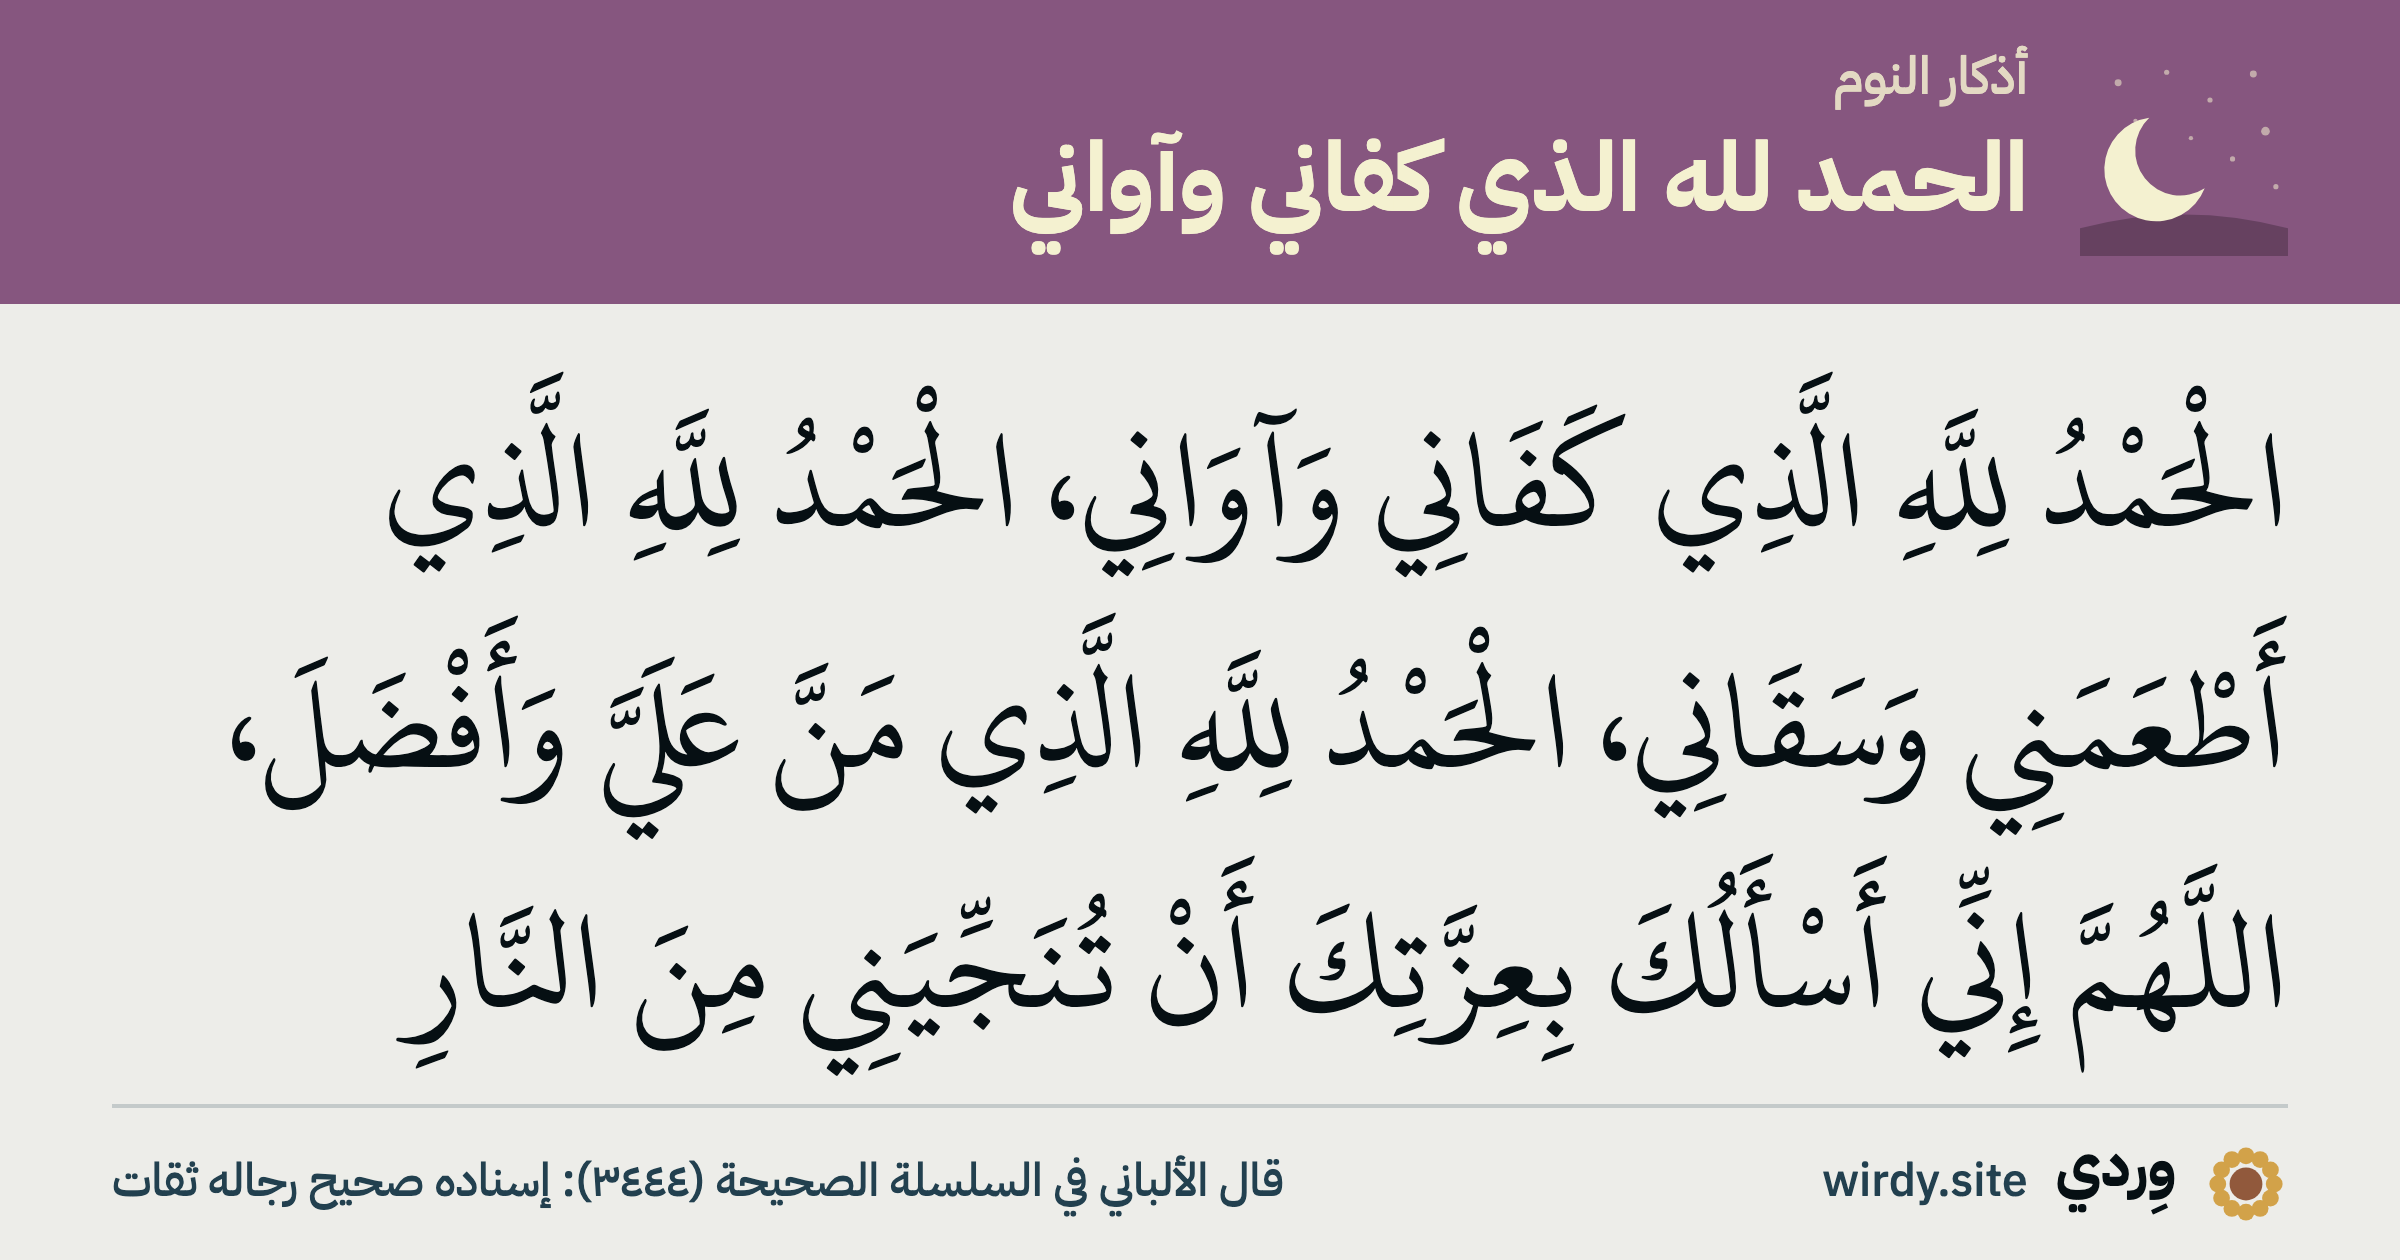 أذكار النوم
الحمد لله الذي كفاني وآواني
الْحَمْدُ لِلَّهِ الَّذِي كَفَانِي وَآوَانِي، الْحَمْدُ لِلَّهِ الَّذِي
أَطْعَمَنِي وَسَقَانِي، الْحَمْدُ لِلَّهِ الَّذِي مَنَّ عَلَيَّ وَأَفْضَلَ،
اللَّهُمَّ إِنِّي أَسْأَلُكَ بِعِزَّتِكَ أَنْ تُنَجِّيَنِي مِنَ النَّارِ
وِردي wirdy.site
قال الألباني في السلسلة الصحيحة (٣٤٤٤): إسناده صحيح رجاله ثقات